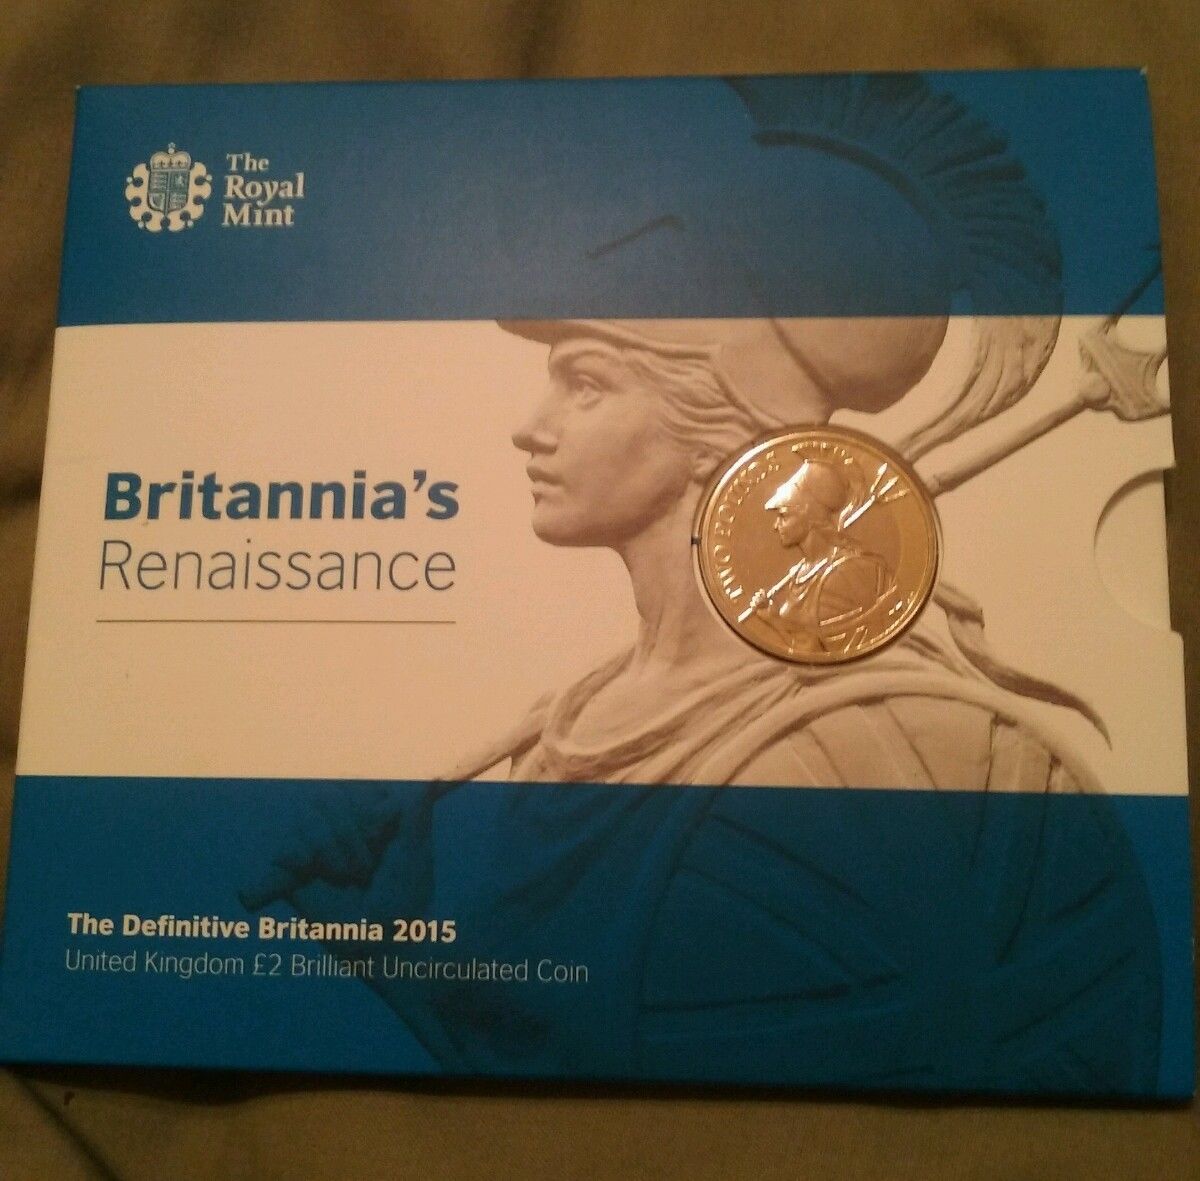 The
Royal
Mint
Britannia's
Renaissance
TWO POUNDS
The Definitive Britannia 2015
United Kingdom £2 Brilliant Uncirculated Coin